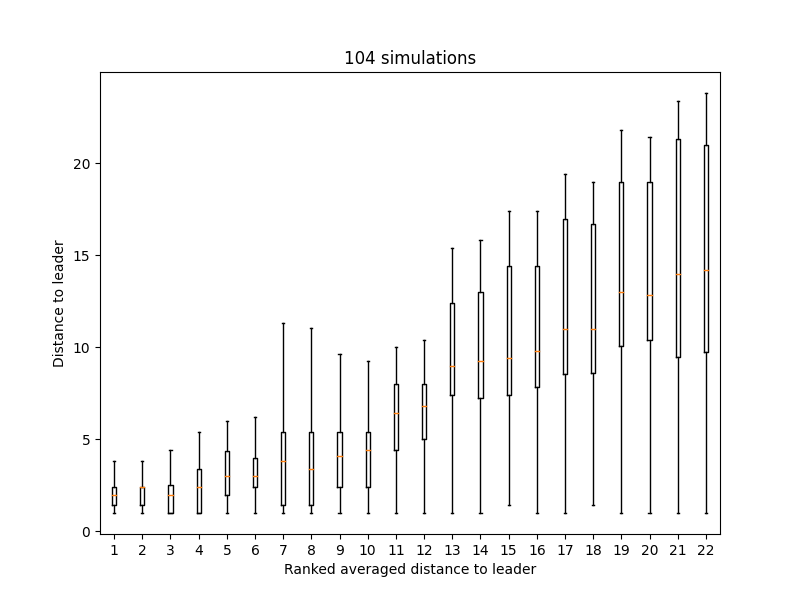 104 simulations
Distance to leader
20
15
10
5
0
1 2 3 4 5 6 7 8 9 10 11 12 13 14 15 16 17 18 19 20 21 22
Ranked averaged distance to leader